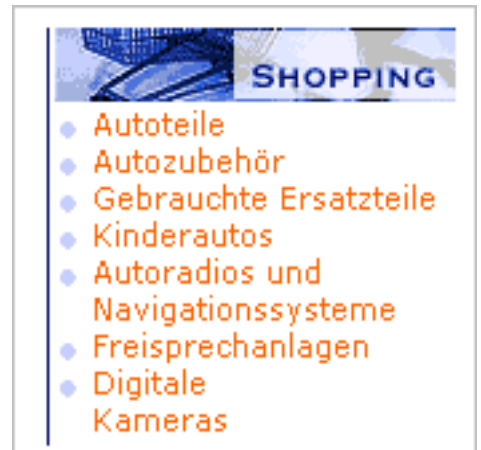 SHOPPING
Autoteile
Autozubehör
Gebrauchte Ersatzteile
Kinderautos
Autoradios und
Navigationssysteme
Freisprechanlagen
Digitale
Kameras